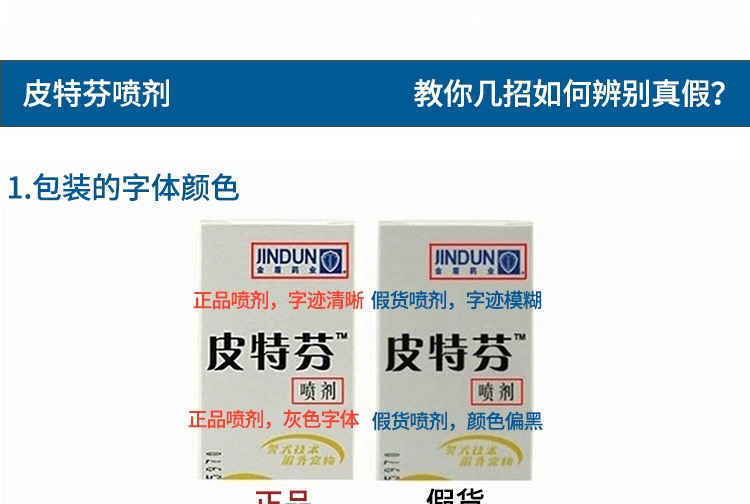 皮特芬喷剂
教你几招如何辨别真假?
1.包装的字体颜色
JINDUN
金盾药业
JINDUN
金盾药业
正品喷剂，字迹清晰
假货喷剂，字迹模糊
皮特芬™
皮特芬™
喷剂
喷剂
正品喷剂，灰色字体
假货喷剂，颜色偏黑
警犬技术
服务宠物
警犬技术
服务宠物
正品
假货